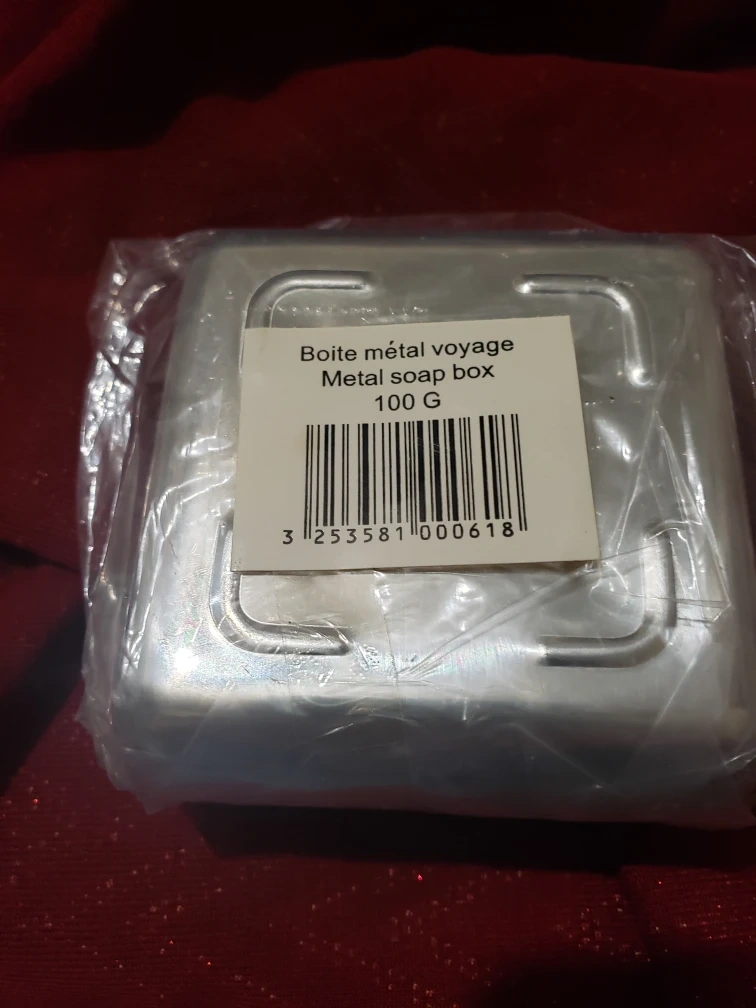 Boite métal voyage
Metal soap box
100 G
3 253581 000618